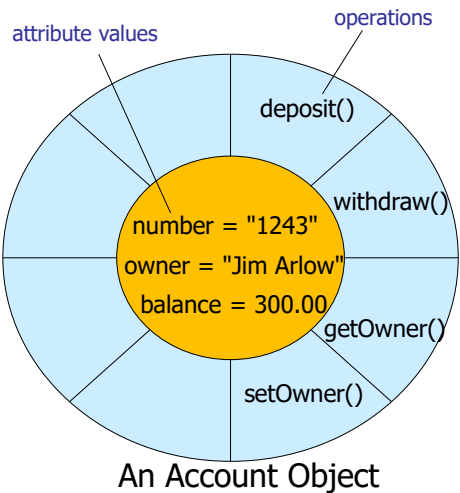 operations
attribute values
deposit()
withdraw()
number = "1243"
owner = "Jim Arlow"
balance = 300.00
getOwner()
setOwner()
An Account Object